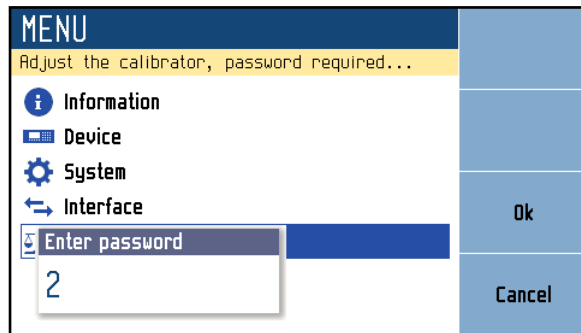 MENU
Adjust the calibrator, password required...
Information
Device
System
Interface
Enter password
2
Ok
Cancel